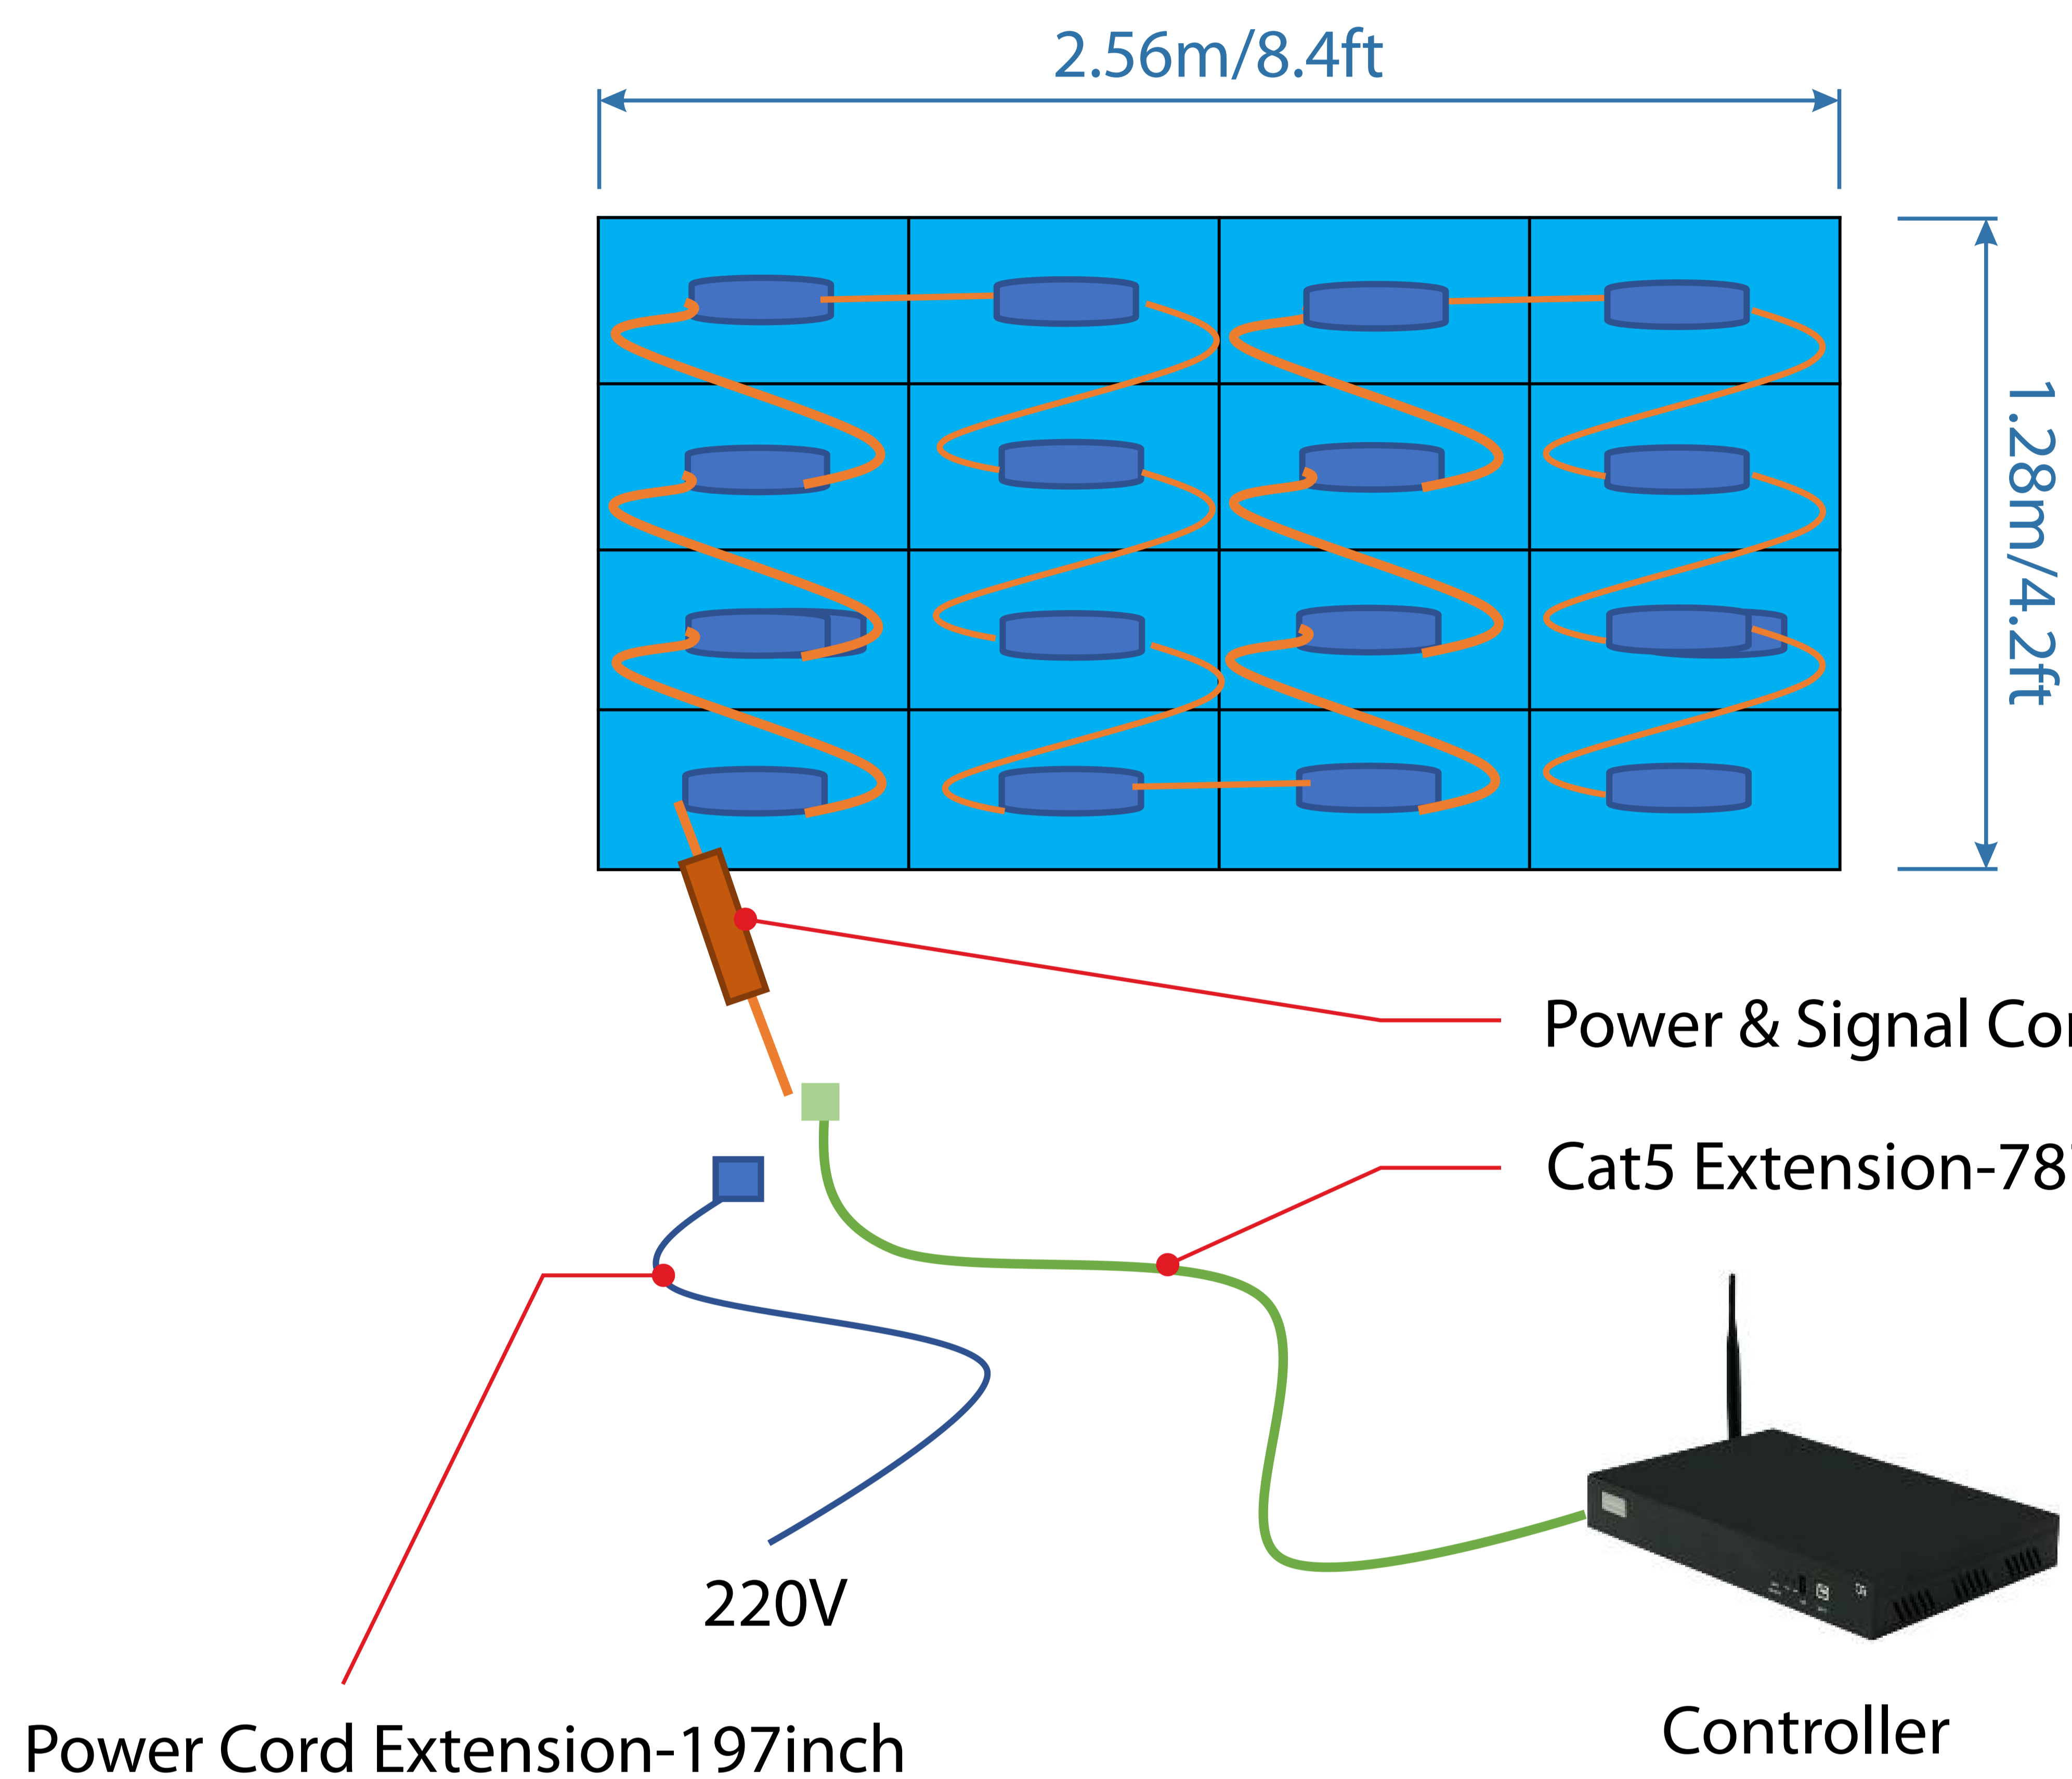 2.56m/8.4ft
1.28m/4.2ft
Power & Signal Co
Cat5 Extension-78
220V
Power Cord Extension-197inch
Controller